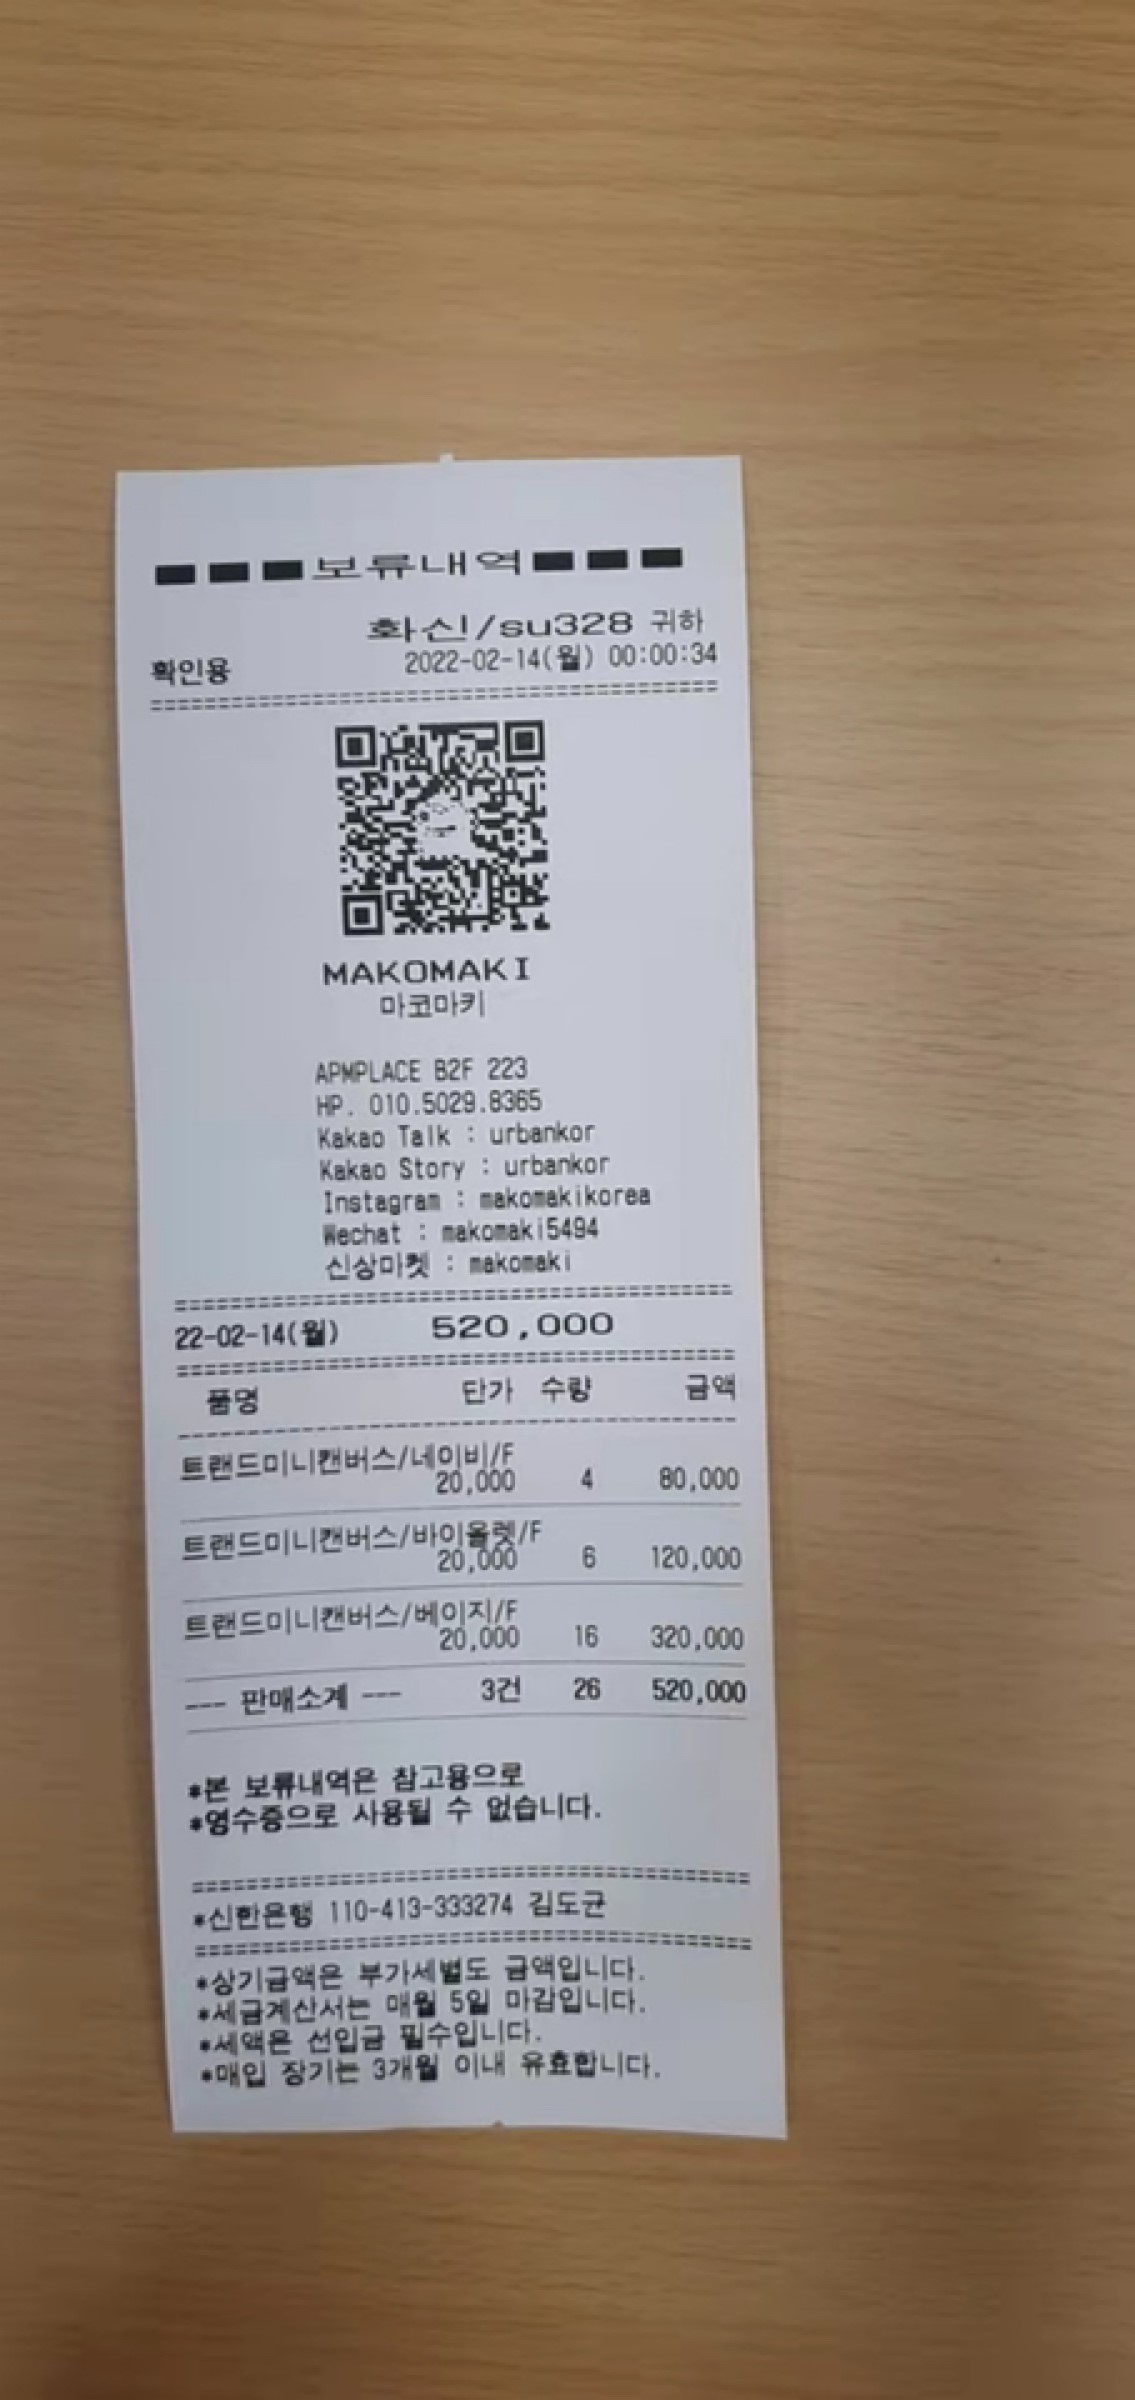 ■■■보류내역■■■
화신/su328 귀하
확인용 2022-02-14(월) 00:00:34
MAKOMAKI
마코마키
APMPLACE B2F 223
HP. 010.5029.8365
Kakao Talk : urbankor
Kakao Story : urbankor
Instagram : makomakikorea
Wechat : makomaki5494
신상마켓 : makomaki
22-02-14(월) 520,000
품명 단가 수량 금액
트랜드미니캔버스/네이비/F
20,000 4 80,000
트랜드미니캔버스/바이올렛/F
20,000 6 120,000
트랜드미니캔버스/베이지/F
20,000 16 320,000
--- 판매소계 --- 3건 26 520,000
*본 보류내역은 참고용으로
*영수증으로 사용될 수 없습니다.
*신한은행 110-413-333274 김도균
*상기금액은 부가세별도 금액입니다.
*세금계산서는 매월 5일 마감입니다.
*세액은 선입금 필수입니다.
*매입 장기는 3개월 이내 유효합니다.